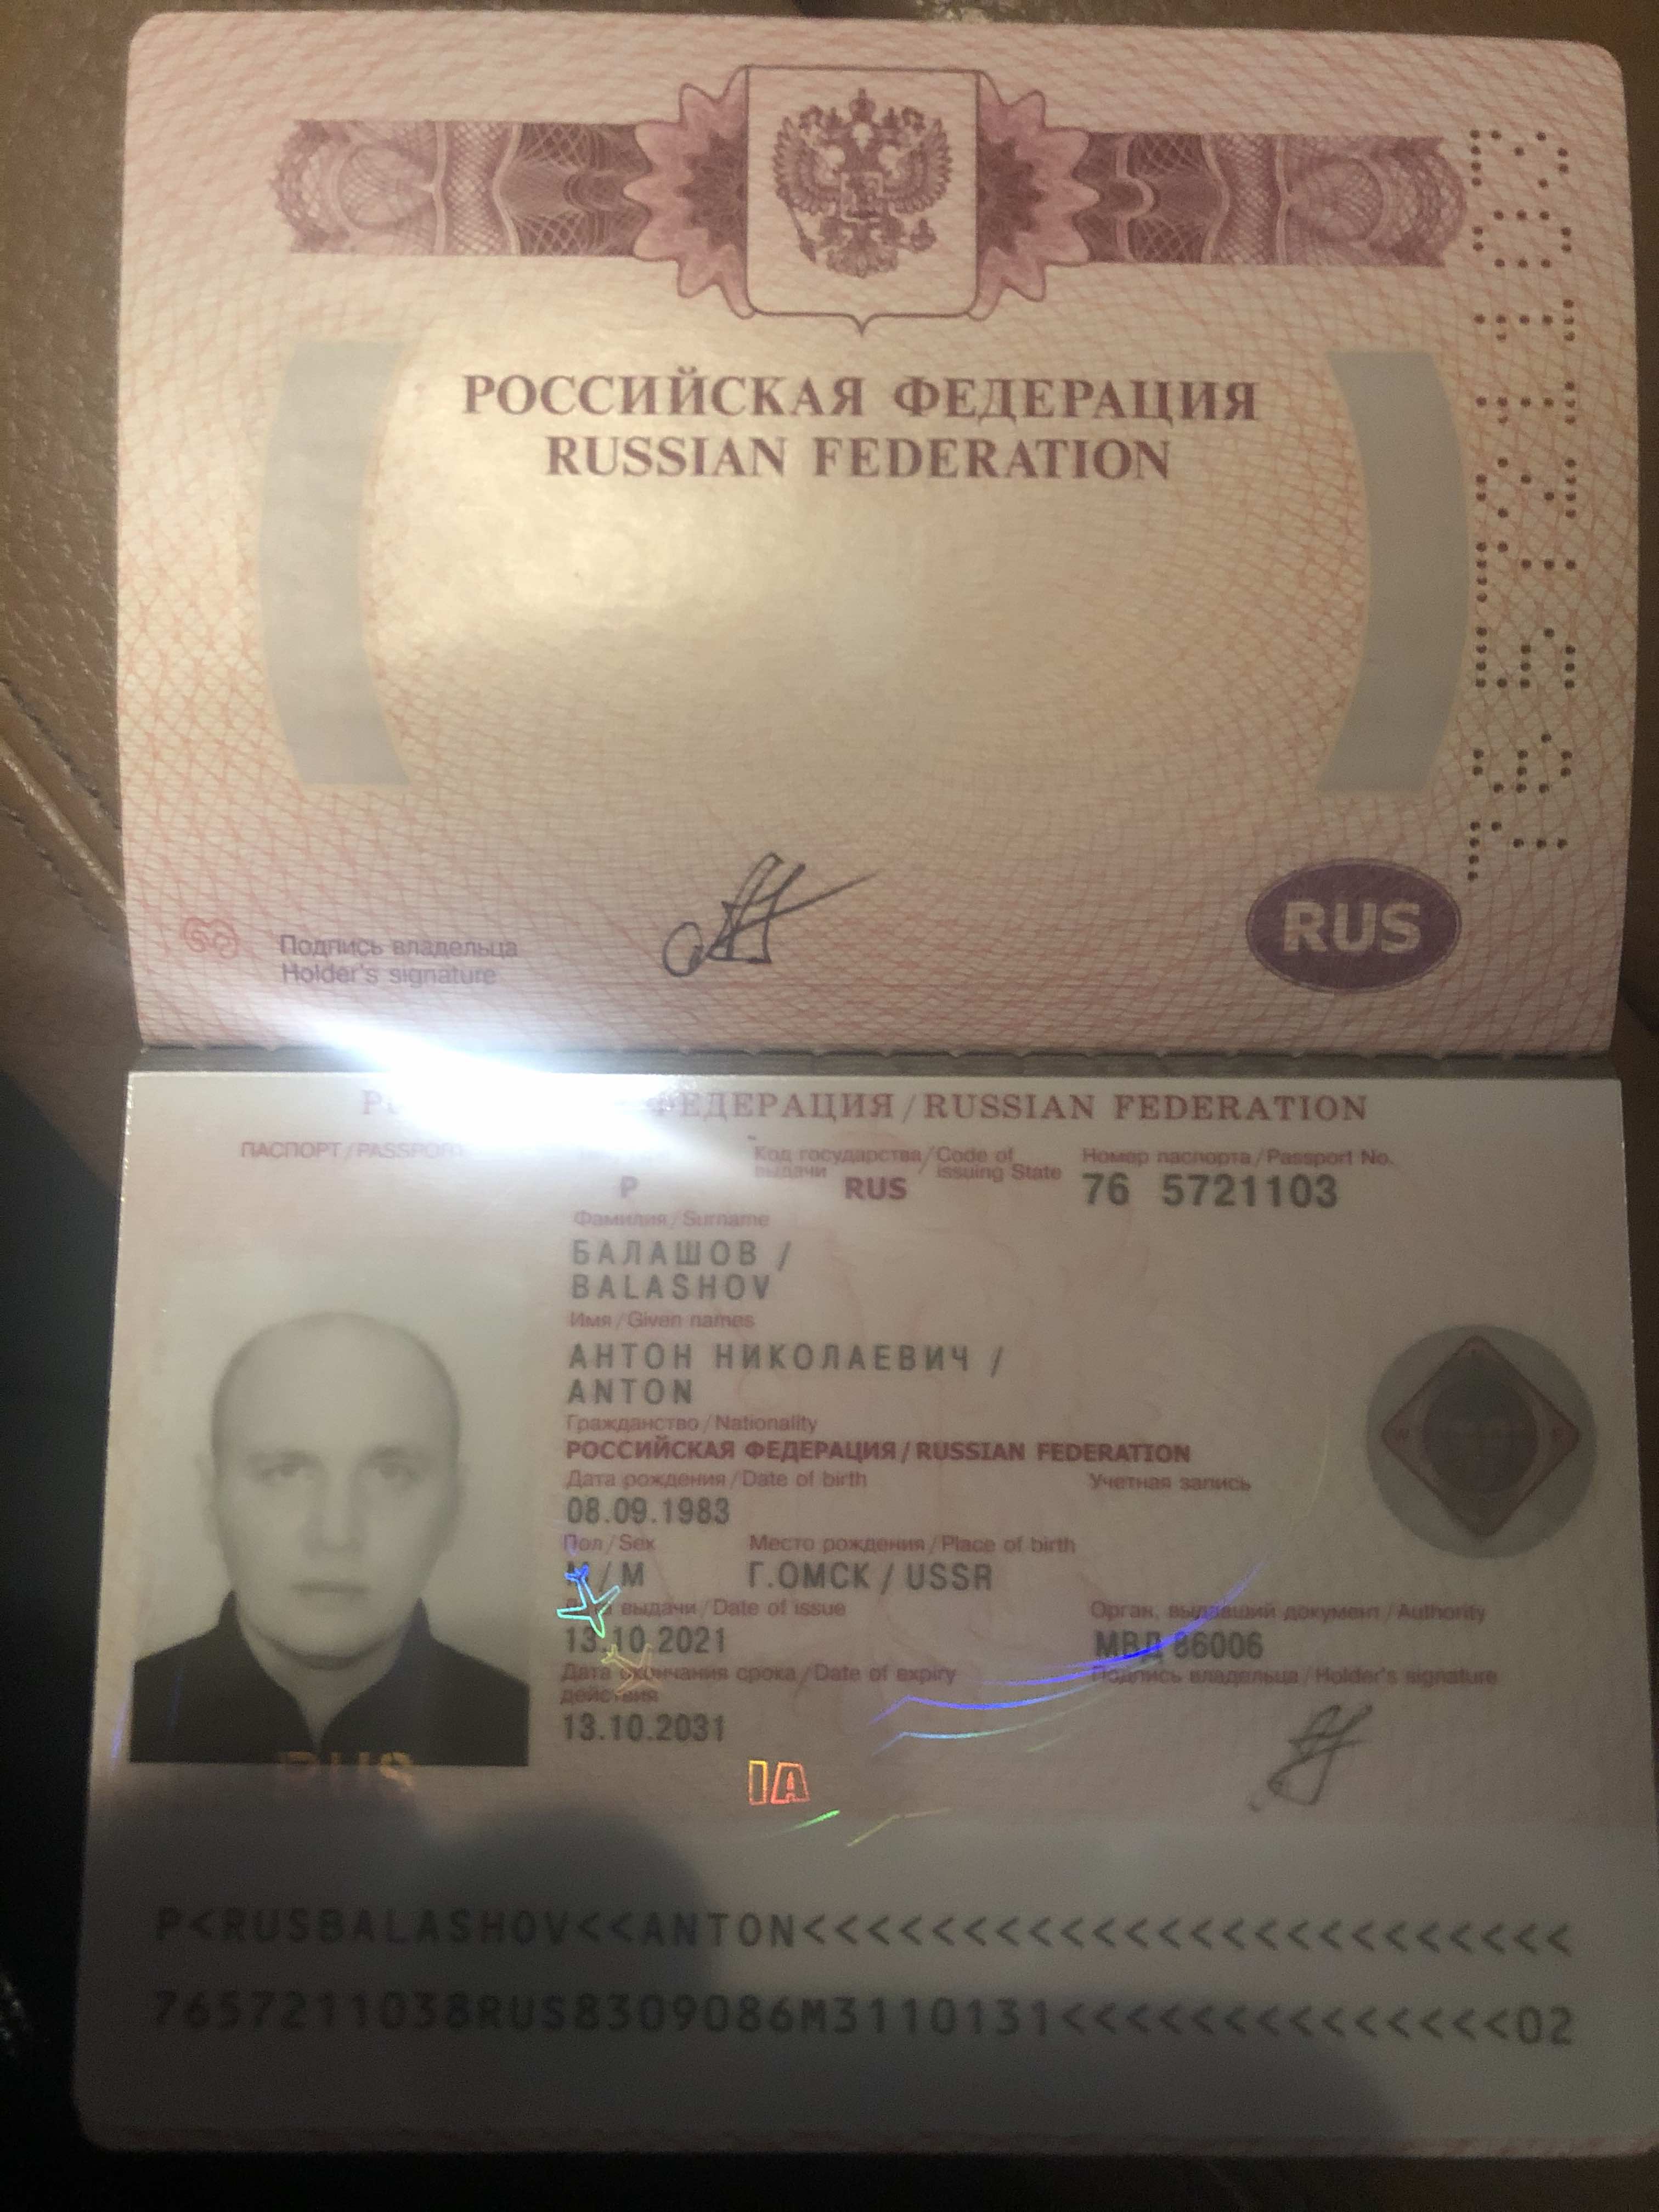 РОССИЙСКАЯ ФЕДЕРАЦИЯ
RUSSIAN FEDERATION
76 5721103
Подпись владельца
Holder's signature
RUS
ФЕДЕРАЦИЯ / RUSSIAN FEDERATION
ПАСПОРТ / PASSPORT
Код государства / Code of
выдачи issuing State
Номер паспорта / Passport No.
P RUS 76 5721103
Фамилия / Surname
БАЛАШОВ /
BALASHOV
Имя / Given names
АНТОН НИКОЛАЕВИЧ /
ANTON
Гражданство / Nationality
РОССИЙСКАЯ ФЕДЕРАЦИЯ / RUSSIAN FEDERATION
Дата рождения / Date of birth Учетная запись
08.09.1983
Пол / Sex Место рождения / Place of birth
М / M Г.ОМСК / USSR
выдачи / Date of issue Орган, выдавший документ / Authority
13.10.2021 МВД 86006
Дата окончания срока / Date of expiry Подпись владельца / Holder's signature
действия
13.10.2031
RUS
IA
P<RUSBALASHOV<<ANTON<<<<<<<<<<<<<<<<<<<<<<<<
7657211038RUS8309086M3110131<<<<<<<<<<<<<<02